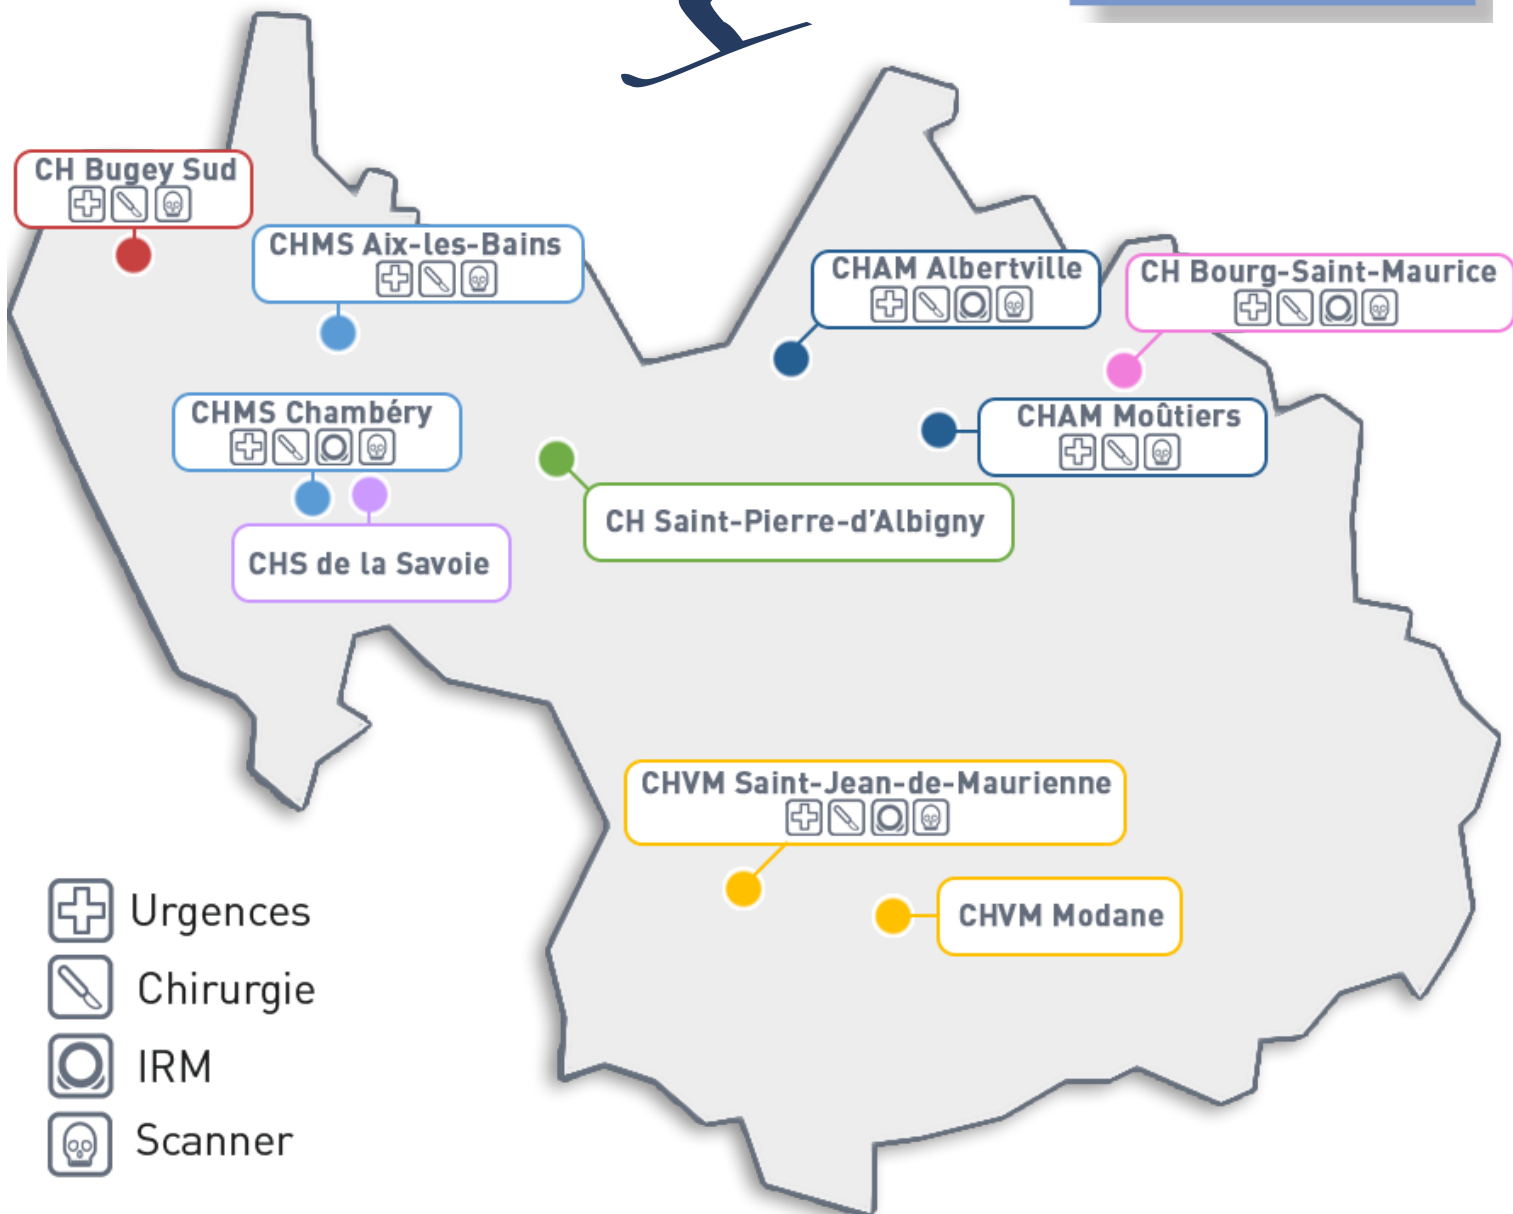 CH Bugey Sud
CHMS Aix-les-Bains
CHAM Albertville
CH Bourg-Saint-Maurice
CHMS Chambéry
CHAM Moûtiers
CH Saint-Pierre-d'Albigny
CHS de la Savoie
CHVM Saint-Jean-de-Maurienne
CHVM Modane
Urgences
Chirurgie
IRM
Scanner